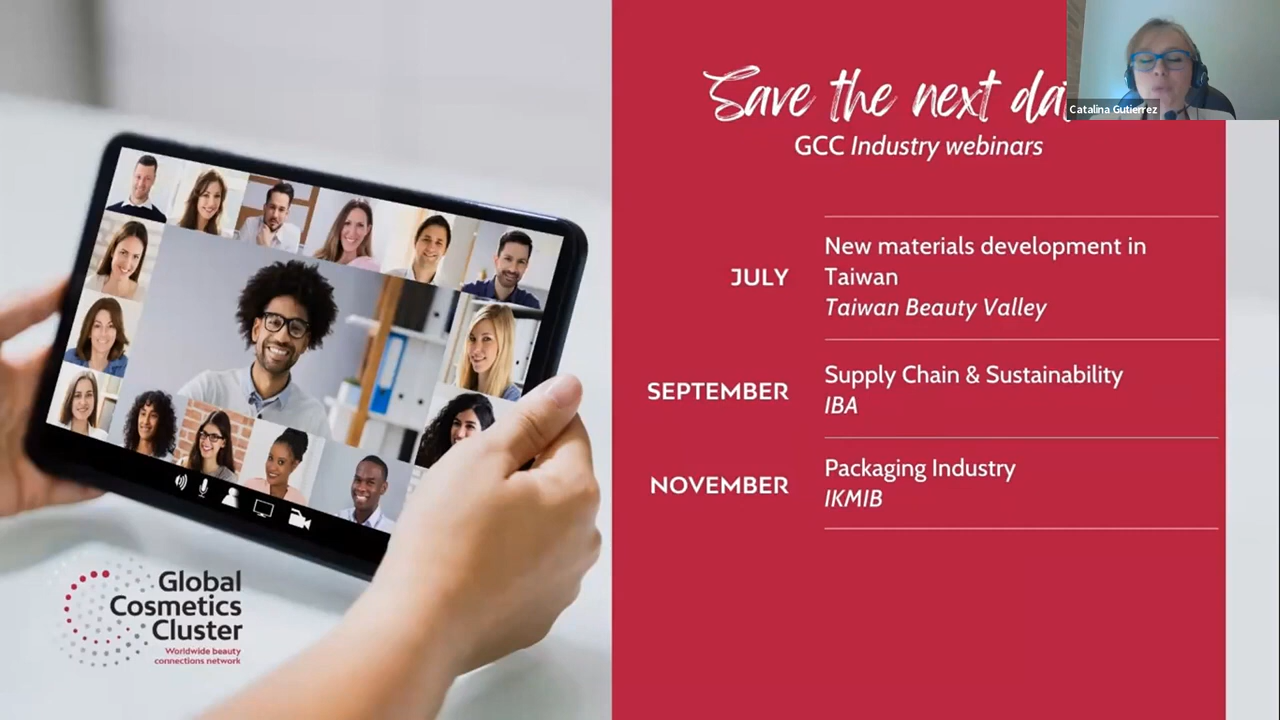 Save the next
Catalina Gutierrez
GCC Industry webinars
JULY
New materials development in
Taiwan
Taiwan Beauty Valley
SEPTEMBER
Supply Chain & Sustainability
IBA
NOVEMBER
Packaging Industry
IKMIB
Global
Cosmetics
Cluster
Worldwide beauty
connections network